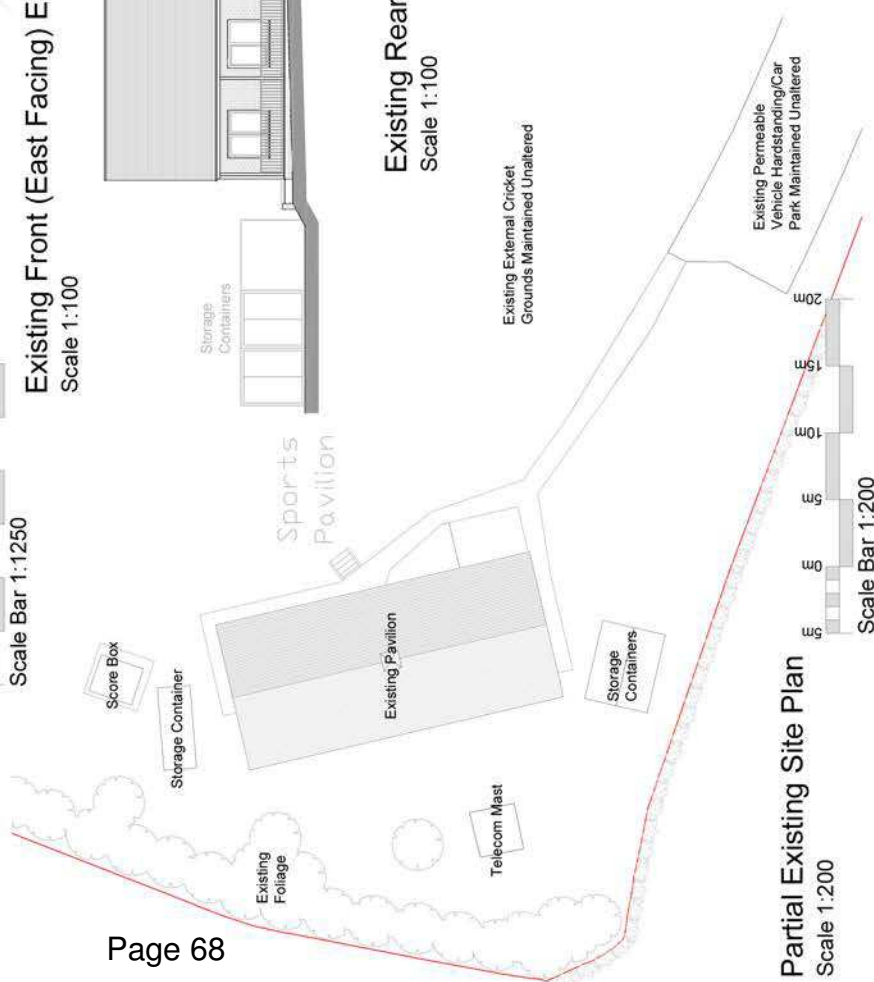 Existing Front (East Facing) E
Scale 1:100
Scale Bar 1:1250
Storage
Containers
Existing Rear
Scale 1:100
Sports
Pavilion
Existing External Cricket
Grounds Maintained Unaltered
Existing Permeable
Vehicle Hardstanding/Car
Park Maintained Unaltered
Score Box
Storage Container
Existing Pavilion
Storage
Containers
Telecom Mast
Existing
Foliage
5m 0m 5m 10m 15m 20m
Scale Bar 1:200
Partial Existing Site Plan
Scale 1:200
Page 68